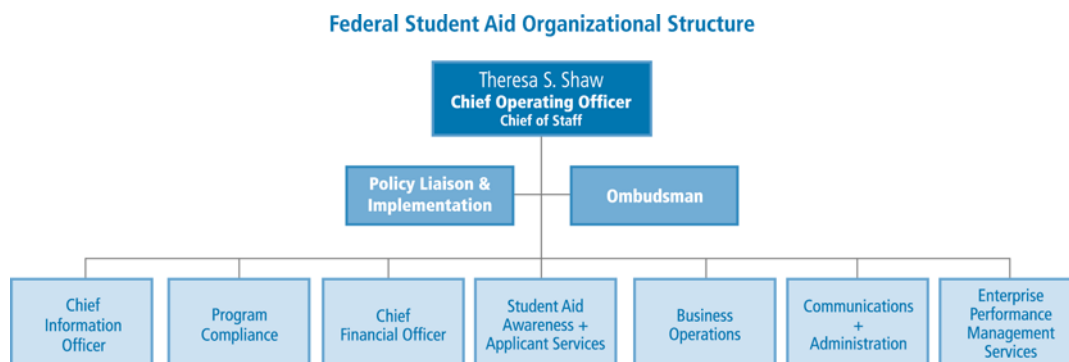 Federal Student Aid Organizational Structure
Theresa S. Shaw
Chief Operating Officer
Chief of Staff
Policy Liaison &
Implementation
Ombudsman
Chief
Information
Officer
Program
Compliance
Chief
Financial Officer
Student Aid
Awareness +
Applicant Services
Business
Operations
Communications
+
Administration
Enterprise
Performance
Management
Services